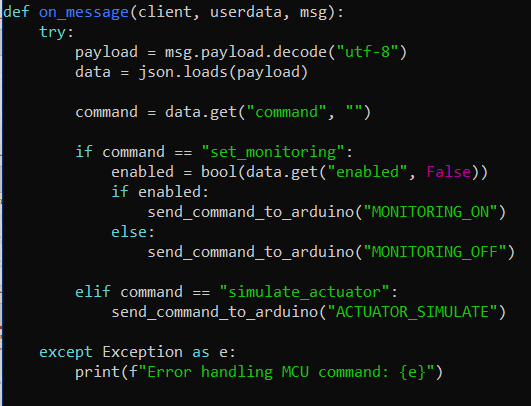 def on_message(client, userdata, msg):
    try:
        payload = msg.payload.decode("utf-8")
        data = json.loads(payload)

        command = data.get("command", "")

        if command == "set_monitoring":
            enabled = bool(data.get("enabled", False))
            if enabled:
                send_command_to_arduino("MONITORING_ON")
            else:
                send_command_to_arduino("MONITORING_OFF")

        elif command == "simulate_actuator":
            send_command_to_arduino("ACTUATOR_SIMULATE")

    except Exception as e:
        print(f"Error handling MCU command: {e}")